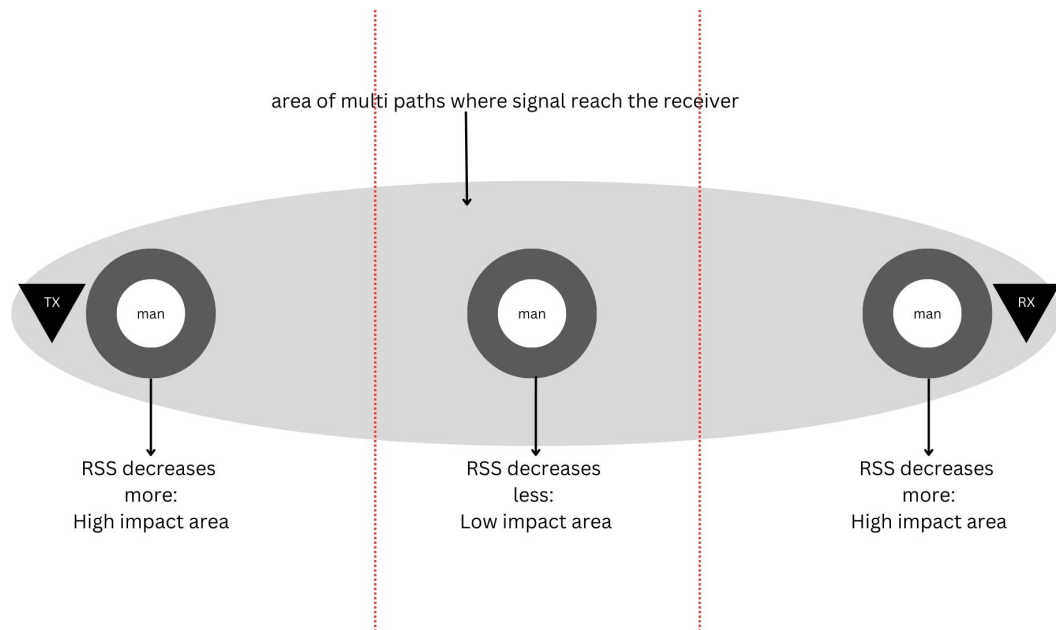 area of multi paths where signal reach the receiver
TX
man
man
man
RX
RSS decreases
more:
High impact area
RSS decreases
less:
Low impact area
RSS decreases
more:
High impact area